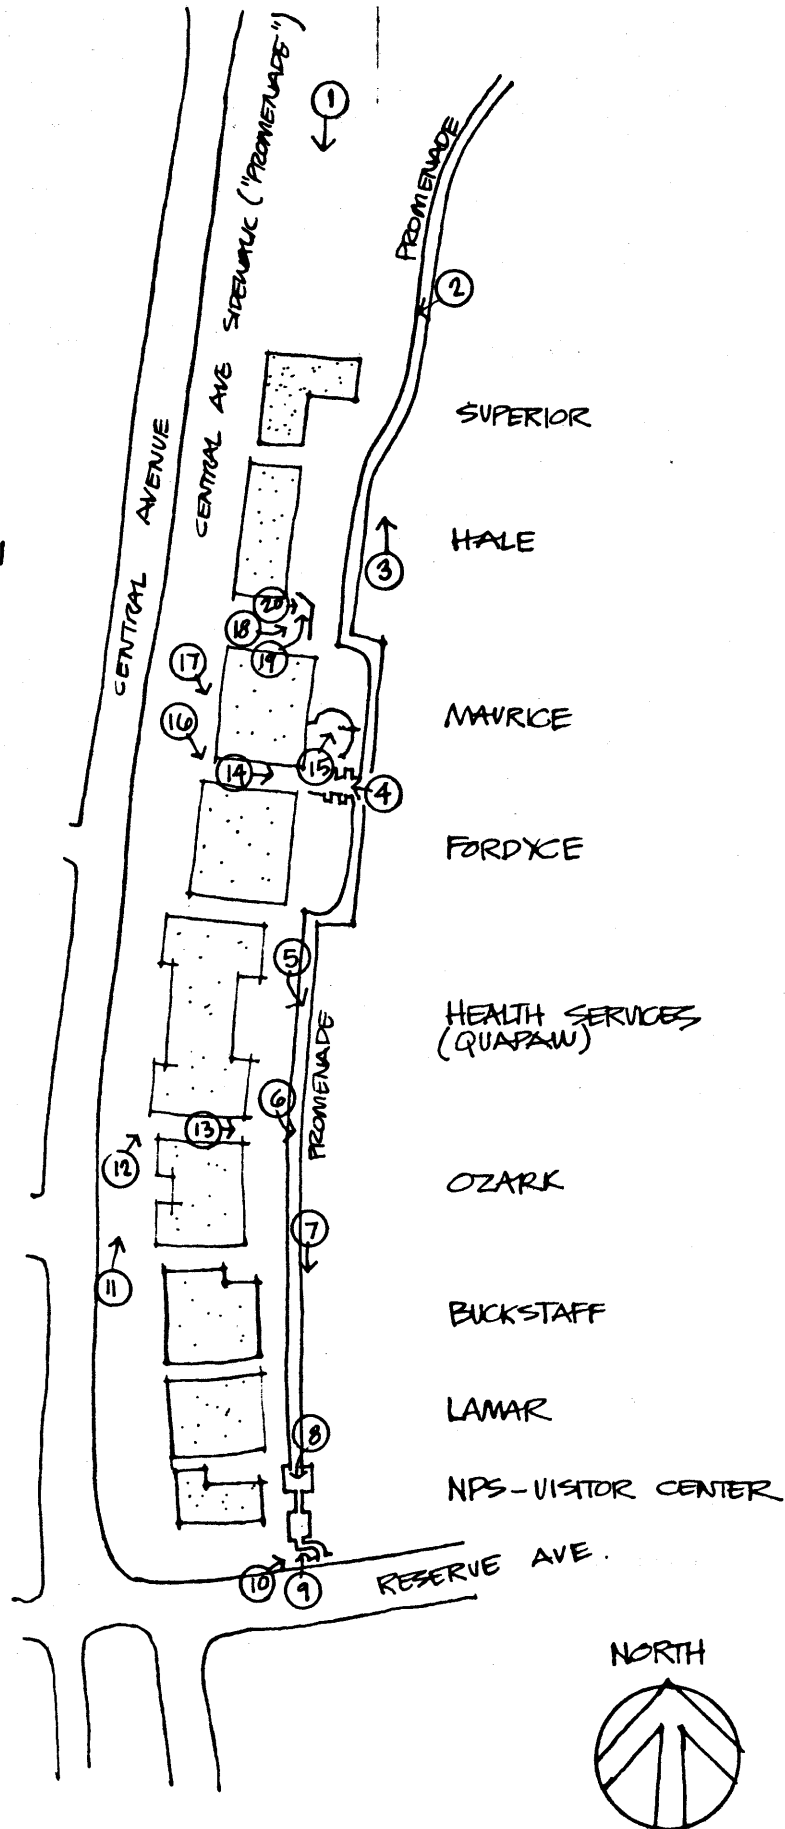 CENTRAL AVE SIDEWALK ("PROMENADE")
1
PROMENADE
2
SUPERIOR
CENTRAL AVENUE
HALE
3
20
18
19
17
MAURICE
16
14
15
4
FORDYCE
5
HEALTH SERVICES
(QUAPAW)
PROMENADE
6
13
12
OZARK
7
11
BUCKSTAFF
LAMAR
8
NPS-VISITOR CENTER
RESERVE AVE.
10
9
NORTH